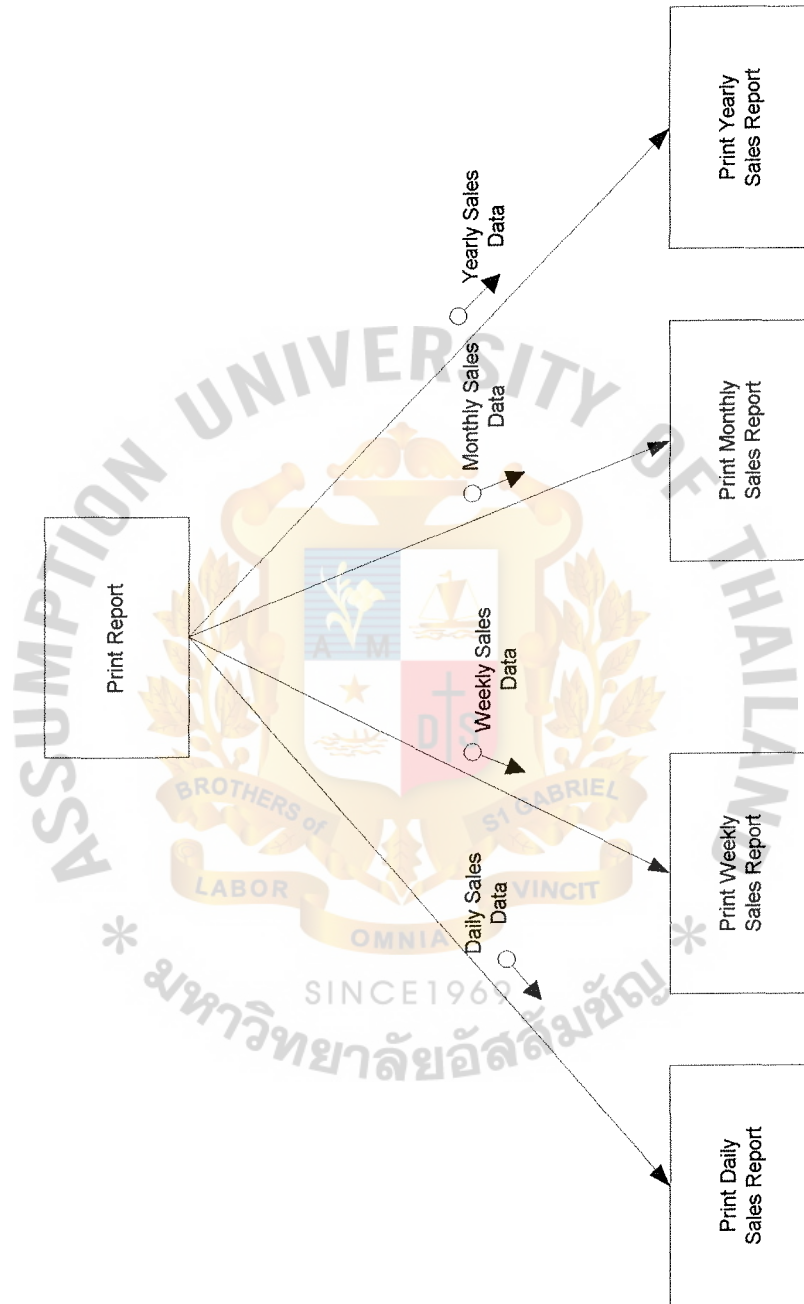 Print Report
Daily Sales
Data
Weekly Sales
Data
Monthly Sales
Data
Yearly Sales
Data
Print Daily
Sales Report
Print Weekly
Sales Report
Print Monthly
Sales Report
Print Yearly
Sales Report
ASSUMPTION UNIVERSITY OF THAILAND
A M
D S
BROTHERS of
S1 GABRIEL
LABOR
OMNIA
VINCIT
SINCE1969
* มหาวิทยาลัยอัสสัมชัญ *